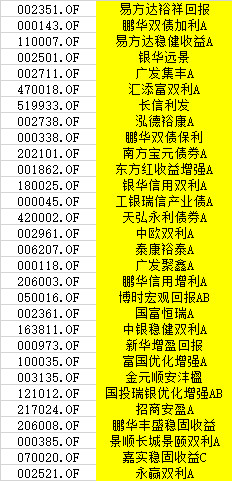 002351.OF 易方达裕祥回报
000143.OF 鹏华双债加利A
110007.OF 易方达稳健收益A
002501.OF 银华远景
002711.OF 广发集丰A
470018.OF 汇添富双利A
519933.OF 长信利发
002738.OF 泓德裕康A
000338.OF 鹏华双债保利
202101.OF 南方宝元债券A
001862.OF 东方红收益增强A
180025.OF 银华信用双利A
000045.OF 工银瑞信产业债A
420002.OF 天弘永利债券A
002961.OF 中欧双利A
006207.OF 泰康裕泰A
000118.OF 广发聚鑫A
206003.OF 鹏华信用增利A
050016.OF 博时宏观回报AB
002361.OF 国富恒瑞A
163811.OF 中银稳健双利A
000973.OF 新华增盈回报
100035.OF 富国优化增强A
003135.OF 金元顺安沣楹
121012.OF 国投瑞银优化增强AB
217024.OF 招商安盈A
206008.OF 鹏华丰盛稳固收益
000385.OF 景顺长城景颐双利A
070020.OF 嘉实稳固收益C
002521.OF 永赢双利A